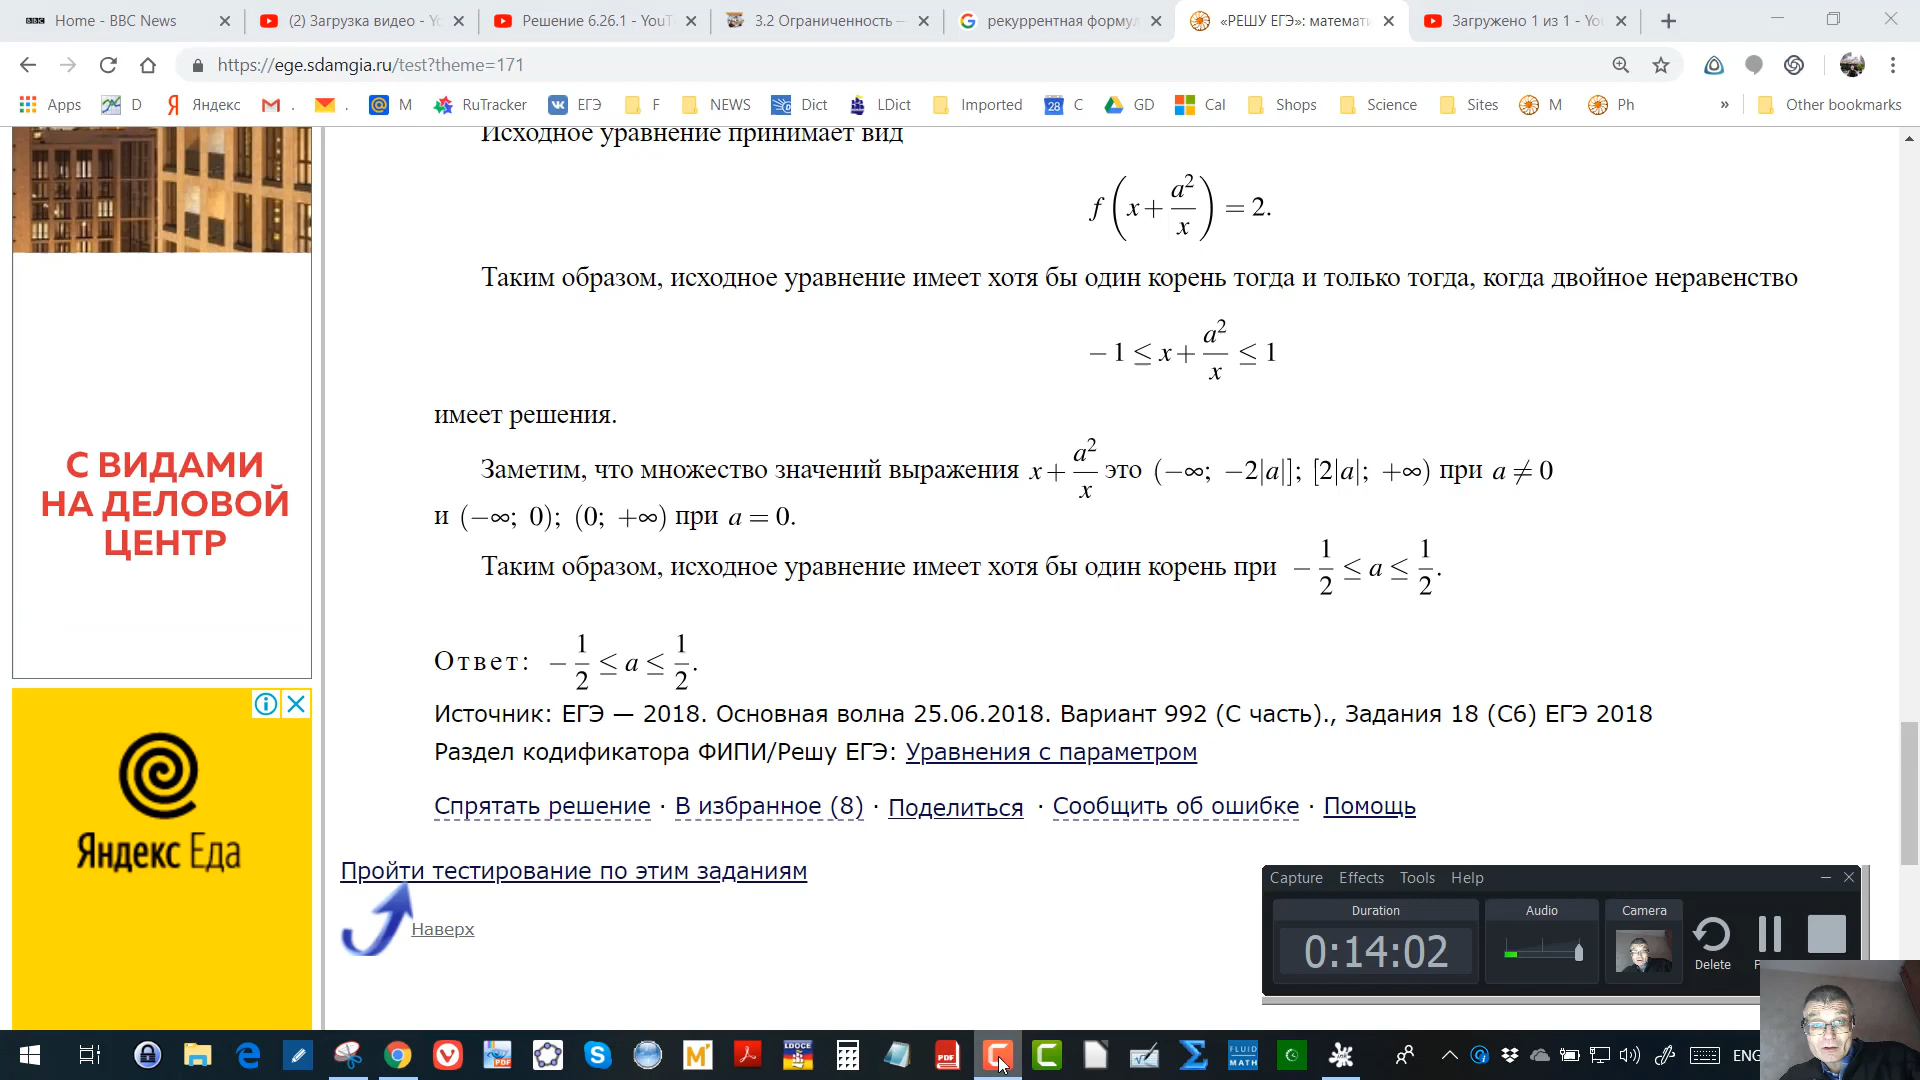 Home - BBC News
(2) Загрузка видео - Yo
Решение 6.26.1 - YouT
3.2 Ограниченность —
рекуррентная формул
«РЕШУ ЕГЭ»: математи
Загружено 1 из 1 - You
https://ege.sdamgia.ru/test?theme=171
Apps D Яндекс . . M RuTracker ЕГЭ F NEWS Dict LDict Imported C GD Cal Shops Science Sites M Ph » Other bookmarks
Исходное уравнение принимает вид
f(x + a²/x) = 2.
Таким образом, исходное уравнение имеет хотя бы один корень тогда и только тогда, когда двойное неравенство
−1 ≤ x + a²/x ≤ 1
имеет решения.
Заметим, что множество значений выражения x + a²/x это (−∞; −2|a|]; [2|a|; +∞) при a ≠ 0
и (−∞; 0); (0; +∞) при a = 0.
Таким образом, исходное уравнение имеет хотя бы один корень при −1/2 ≤ a ≤ 1/2.
Ответ: −1/2 ≤ a ≤ 1/2.
Источник: ЕГЭ — 2018. Основная волна 25.06.2018. Вариант 992 (С часть)., Задания 18 (С6) ЕГЭ 2018
Раздел кодификатора ФИПИ/Решу ЕГЭ: Уравнения с параметром
Спрятать решение · В избранное (8) · Поделиться · Сообщить об ошибке · Помощь
Пройти тестирование по этим заданиям
Наверх
С ВИДАМИ
НА ДЕЛОВОЙ
ЦЕНТР
Яндекс Еда
Capture Effects Tools Help
Duration Audio Camera
0:14:02
Delete
LDOCE
PDF
FLUID
MATH
ENG